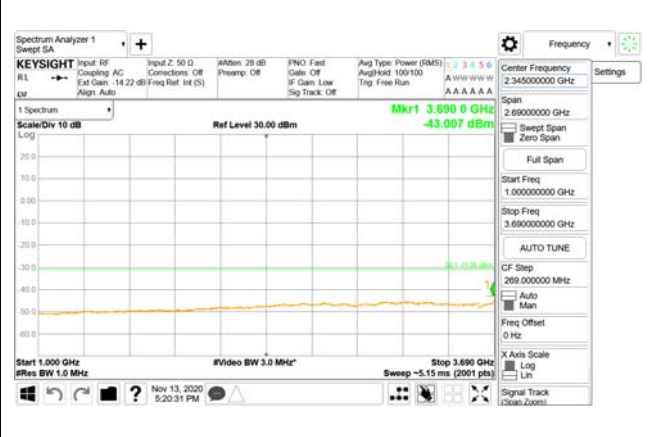 Spectrum Analyzer 1
Swept SA
Frequency
KEYSIGHT
RL
Input: RF
Coupling: AC
Ext Gain: -14.22 dB
Align: Auto
Input Z: 50 Ω
Corrections: Off
Freq Ref: Int (S)
#Atten: 28 dB
Preamp: Off
PNO: Fast
Gate: Off
IF Gain: Low
Sig Track: Off
Avg Type: Power (RMS)
Avg|Hold: 100/100
Trig: Free Run
1 2 3 4 5 6
A W W W W W
A A A A A A
Settings
1 Spectrum
Scale/Div 10 dB
Ref Level 30.00 dBm
Mkr1 3.690 0 GHz
-43.007 dBm
Log
20.0
10.0
0.00
-10.0
-20.0
-30.0
-40.0
-50.0
-60.0
1
Start 1.000 GHz
#Video BW 3.0 MHz*
Stop 3.690 GHz
#Res BW 1.0 MHz
Sweep ~5.15 ms (2001 pts)
Nov 13, 2020
5:20:31 PM
Center Frequency
2.345000000 GHz
Span
2.69000000 GHz
Swept Span
Zero Span
Full Span
Start Freq
1.000000000 GHz
Stop Freq
3.690000000 GHz
AUTO TUNE
CF Step
269.000000 MHz
Auto
Man
Freq Offset
0 Hz
X Axis Scale
Log
Lin
Signal Track
(Span Zoom)